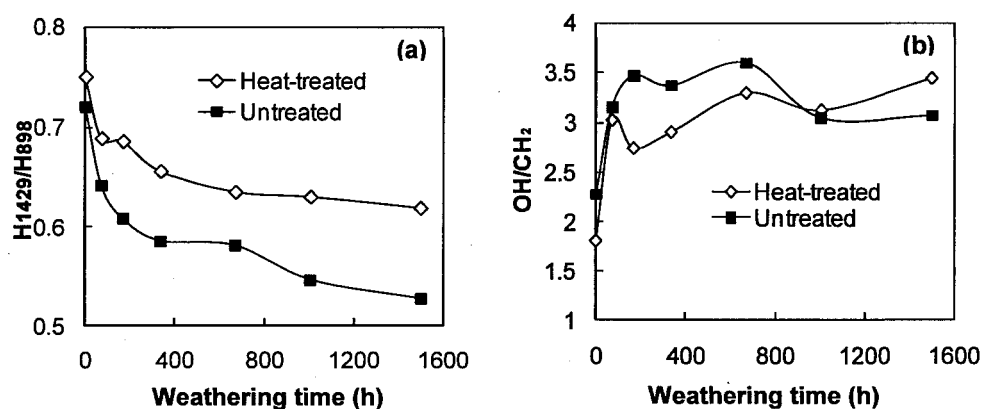 (a)
Heat-treated
Untreated
H1429/H898
0.8
0.7
0.6
0.5
0
400
800
1200
1600
Weathering time (h)
(b)
Heat-treated
Untreated
OH/CH₂
4
3.5
3
2.5
2
1.5
1
0
400
800
1200
1600
Weathering time (h)